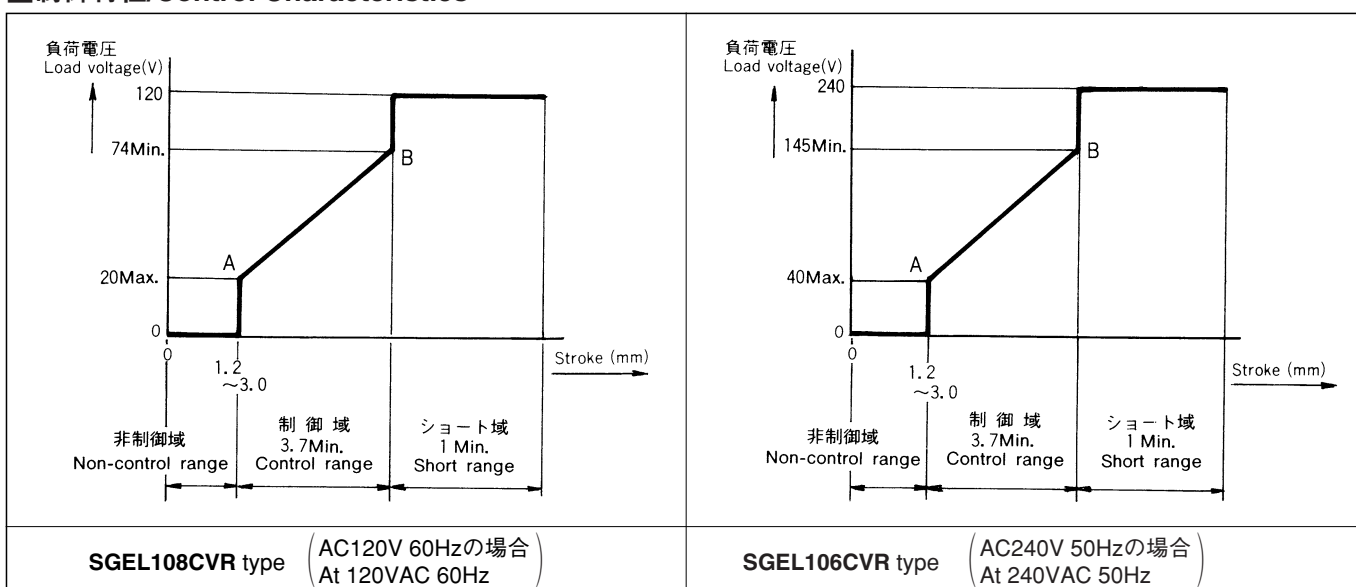 制御特性/Control Characteristics
負荷電圧
Load voltage(V)
120
74Min.
B
A
20Max.
0
0
1.2
～3.0
Stroke (mm)
非制御域
Non-control range
制御域
3.7Min.
Control range
ショート域
1 Min.
Short range
SGEL108CVR type
AC120V 60Hzの場合
At 120VAC 60Hz
負荷電圧
Load voltage(V)
240
145Min.
B
A
40Max.
0
0
1.2
～3.0
Stroke (mm)
非制御域
Non-control range
制御域
3.7Min.
Control range
ショート域
1 Min.
Short range
SGEL106CVR type
AC240V 50Hzの場合
At 240VAC 50Hz